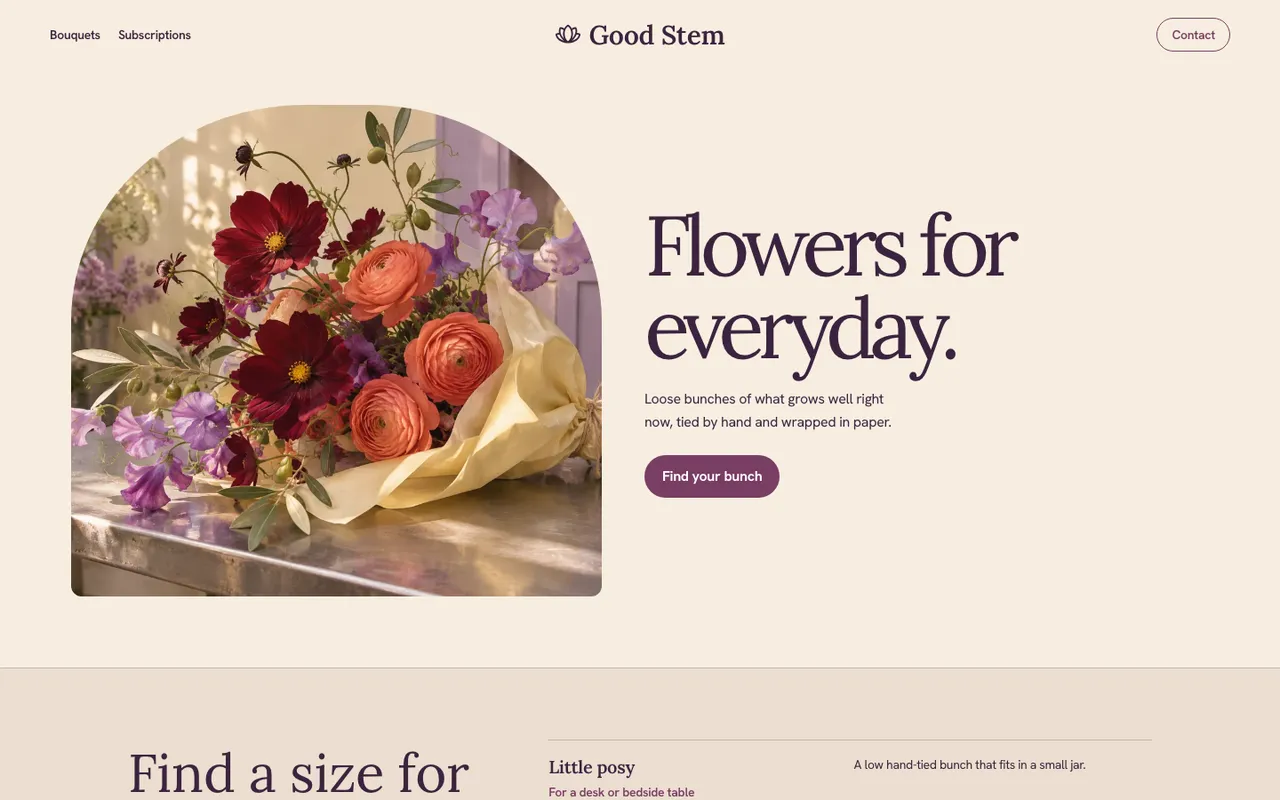 Bouquets
Subscriptions
Good Stem
Contact
Flowers for
everyday.
Loose bunches of what grows well right
now, tied by hand and wrapped in paper.
Find your bunch
Find a size for
Little posy
For a desk or bedside table
A low hand-tied bunch that fits in a small jar.